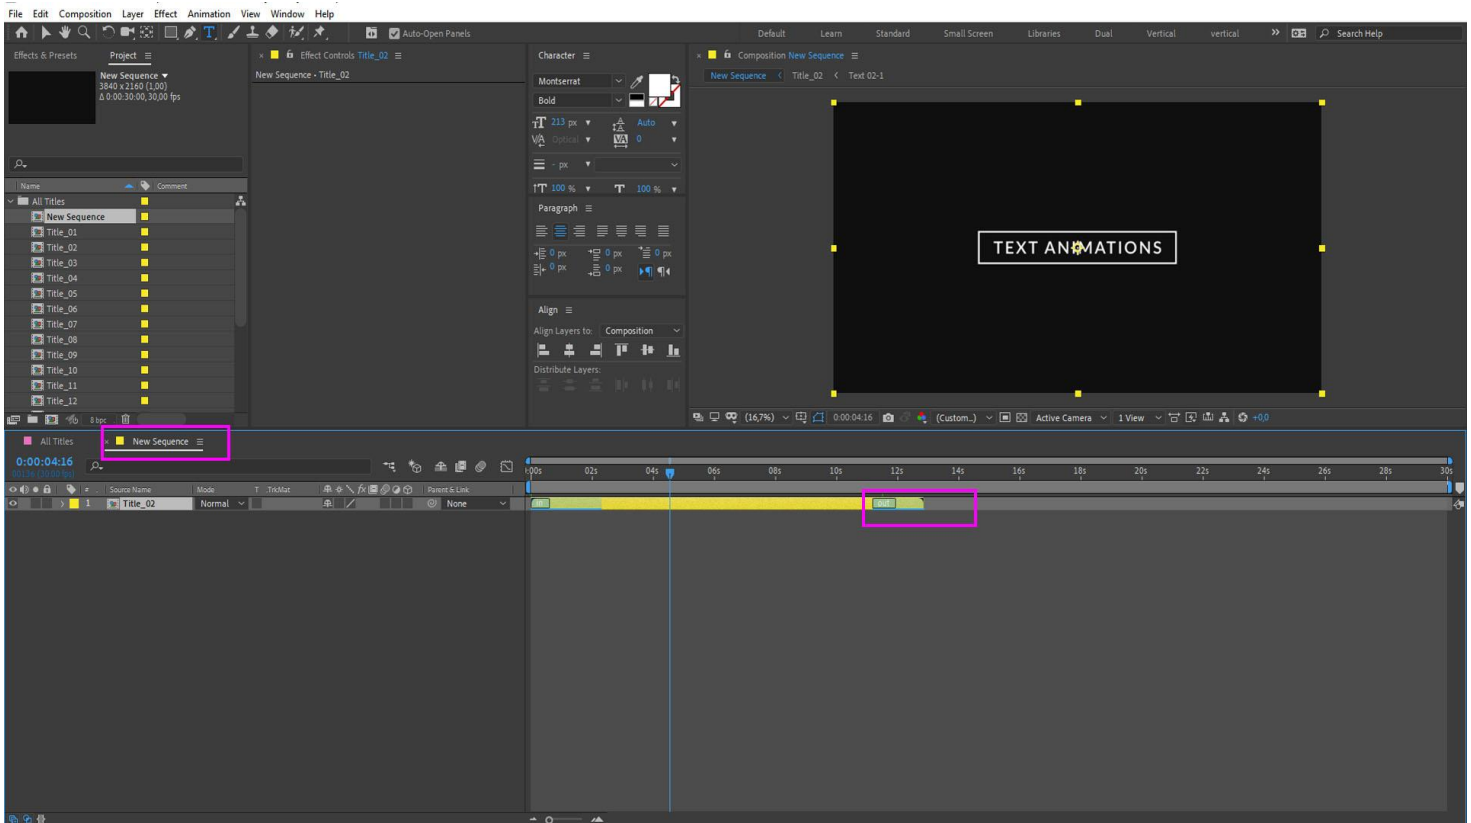 File Edit Composition Layer Effect Animation View Window Help
Auto-Open Panels
Default Learn Standard Small Screen Libraries Dual Vertical vertical Search Help
Effects & Presets Project
New Sequence
3840 x 2160 (1,00)
Δ 0:00:30:00, 30,00 fps
Name Comment
All Titles
New Sequence
Title_01
Title_02
Title_03
Title_04
Title_05
Title_06
Title_07
Title_08
Title_09
Title_10
Title_11
Title_12
8 bpc
Effect Controls Title_02
New Sequence • Title_02
Character
Montserrat
Bold
213 px Auto
Optical 0
- px
100 % 100 %
Paragraph
0 px 0 px 0 px
0 px 0 px
Align
Align Layers to: Composition
Distribute Layers:
Composition New Sequence
New Sequence Title_02 Text 02-1
TEXT ANIMATIONS
(16,7%) 0:00:04:16 (Custom...) Active Camera 1 View +0,0
All Titles New Sequence
0:00:04:16
# Source Name Mode T TrkMat Parent & Link
1 Title_02 Normal None
02s 04s 06s 08s 10s 12s 14s 16s 18s 20s 22s 24s 26s 28s 30s
in out